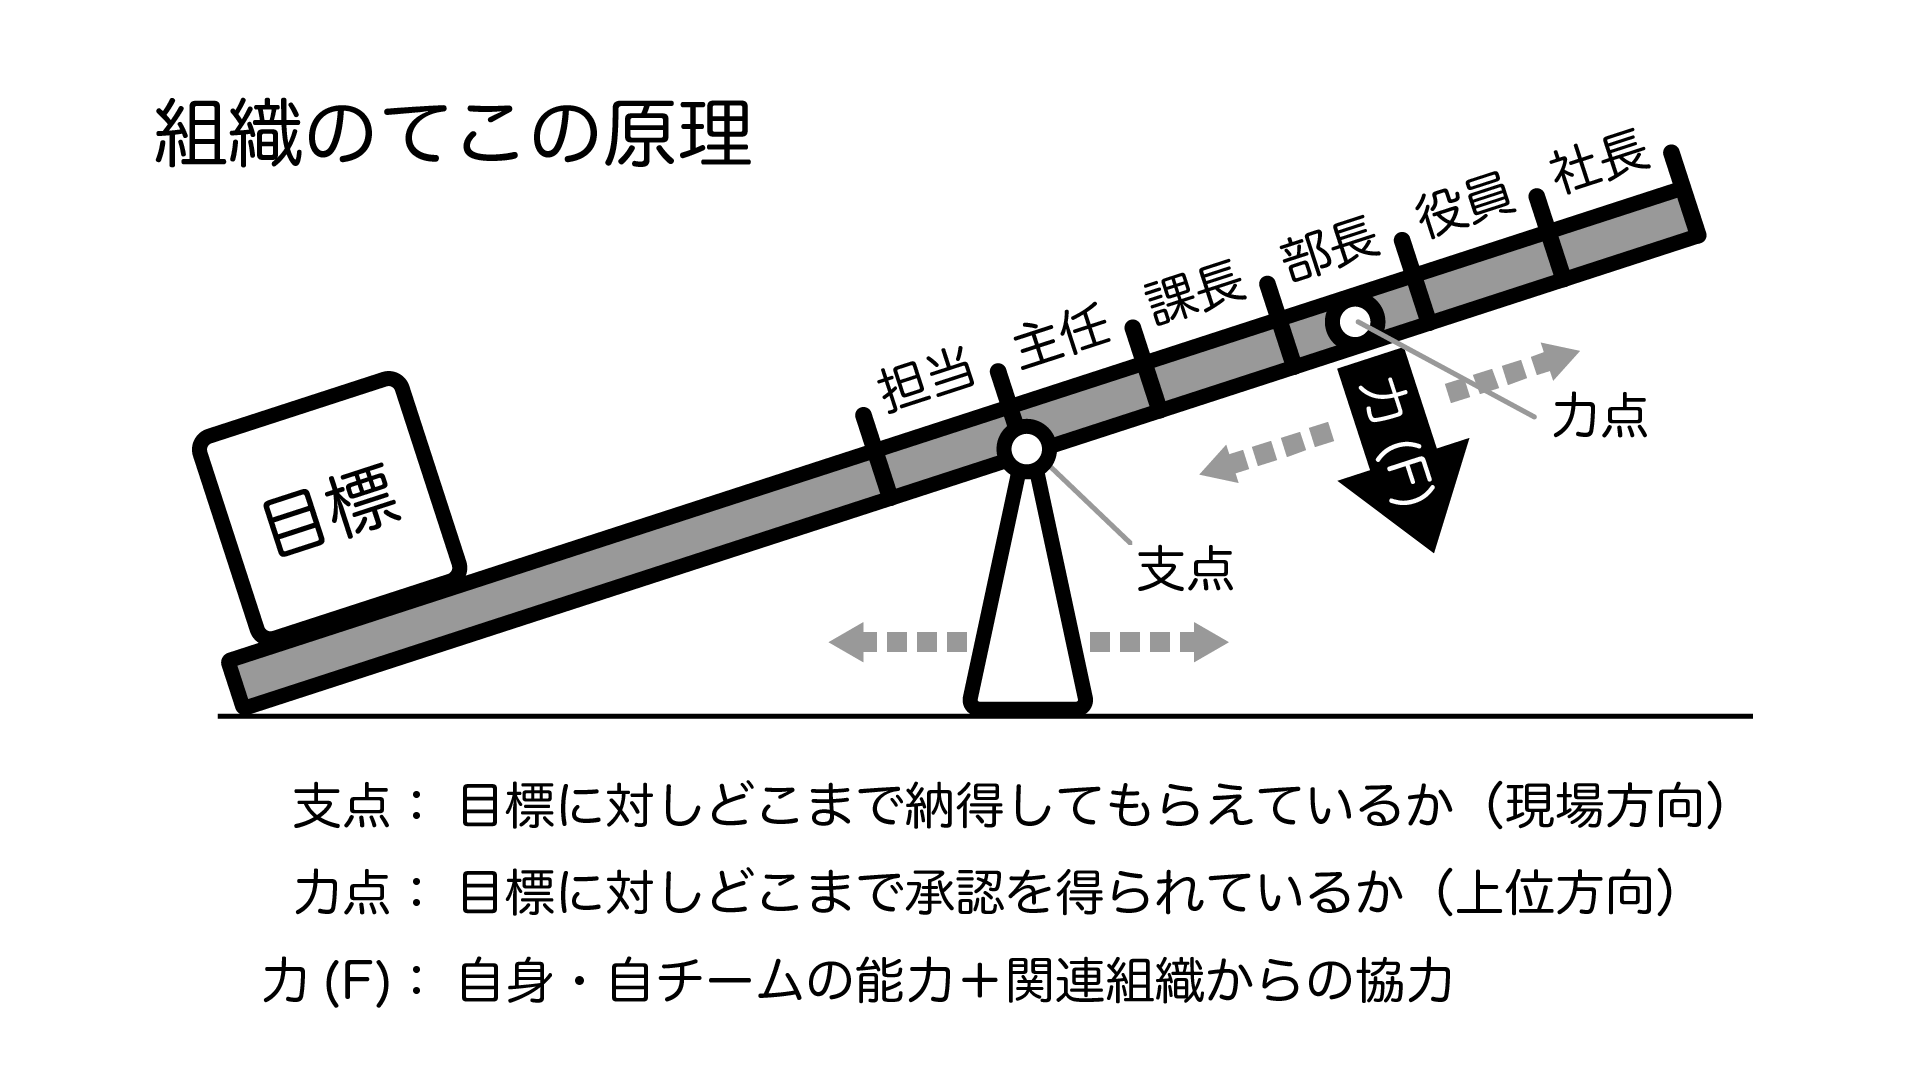 組織のてこの原理
社長
役員
部長
課長
主任
担当
目標
力(F)
力点
支点
支点： 目標に対しどこまで納得してもらえているか（現場方向）
力点： 目標に対しどこまで承認を得られているか（上位方向）
力 (F)： 自身・自チームの能力＋関連組織からの協力